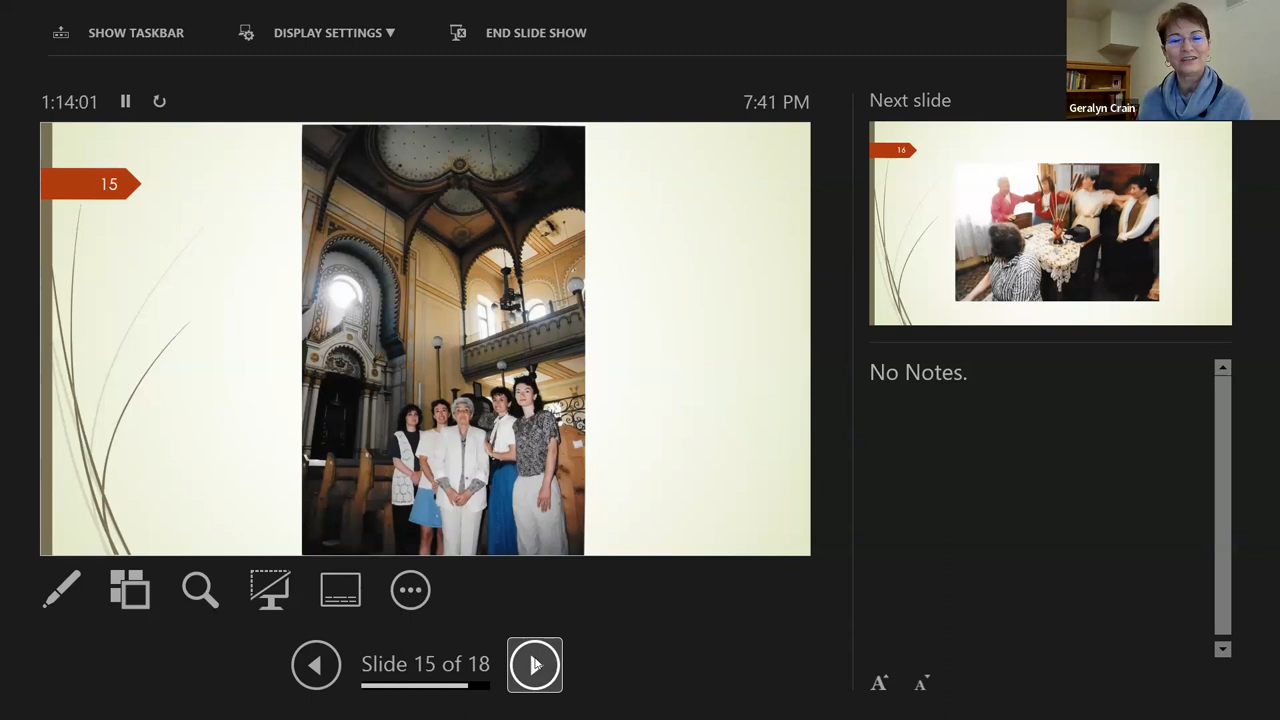 SHOW TASKBAR
DISPLAY SETTINGS ▼
END SLIDE SHOW
Geralyn Crain
1:14:01
7:41 PM
Next slide
15
16
No Notes.
Slide 15 of 18
A
A